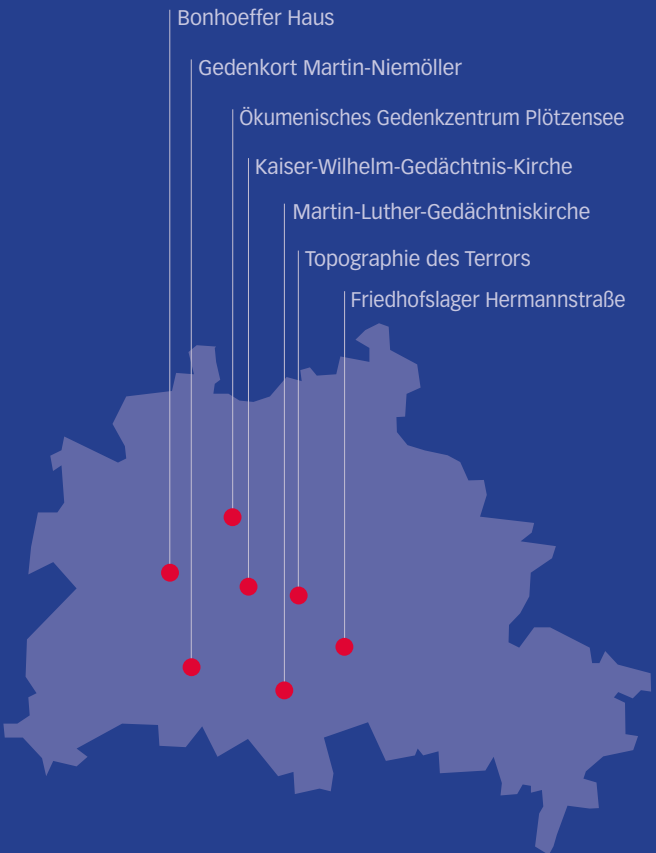 Bonhoeffer Haus
Gedenkort Martin-Niemöller
Ökumenisches Gedenkzentrum Plötzensee
Kaiser-Wilhelm-Gedächtnis-Kirche
Martin-Luther-Gedächtniskirche
Topographie des Terrors
Friedhofslager Hermannstraße